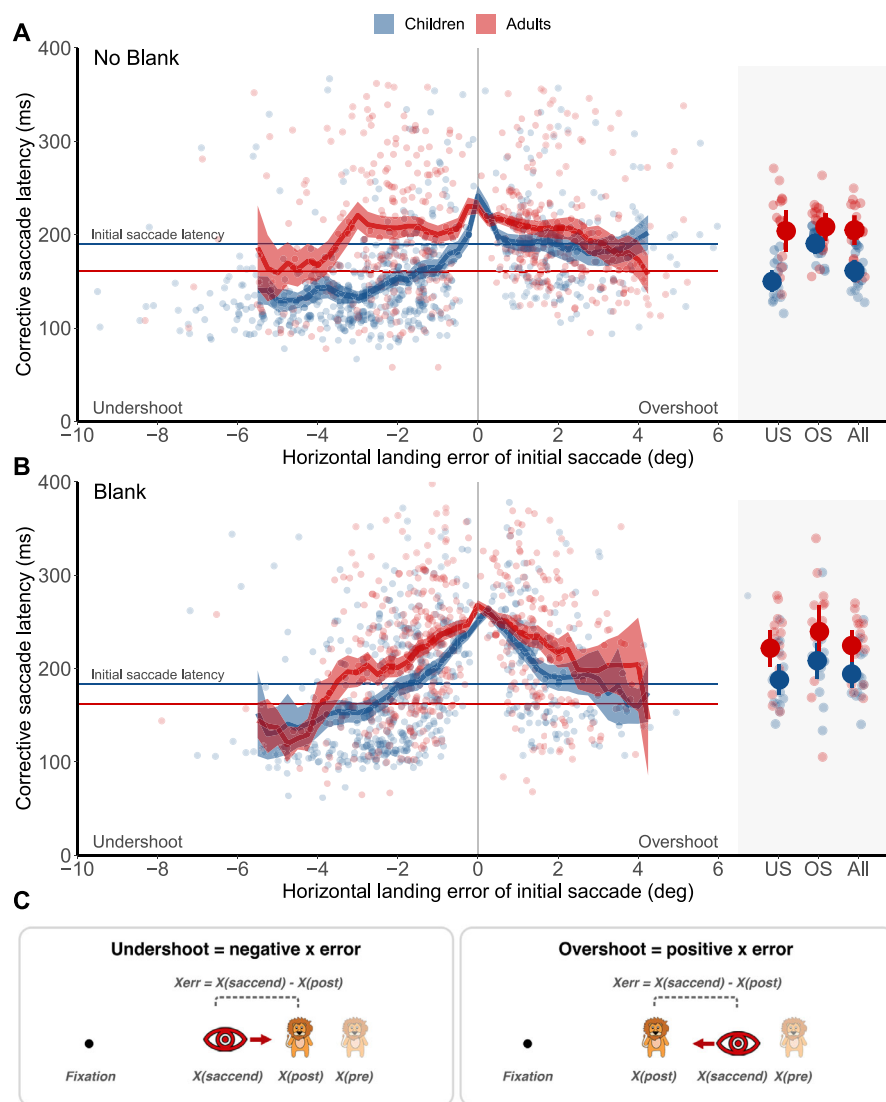 Children Adults
A
No Blank
Corrective saccade latency (ms)
400
300
200
100
0
Initial saccade latency
Undershoot
Overshoot
−10 −8 −6 −4 −2 0 2 4 6 US OS All
Horizontal landing error of initial saccade (deg)
B
Blank
Corrective saccade latency (ms)
400
300
200
100
0
Initial saccade latency
Undershoot
Overshoot
−10 −8 −6 −4 −2 0 2 4 6 US OS All
Horizontal landing error of initial saccade (deg)
C
Undershoot = negative x error
Xerr = X(saccend) - X(post)
Fixation X(saccend) X(post) X(pre)
Overshoot = positive x error
Xerr = X(saccend) - X(post)
Fixation X(post) X(saccend) X(pre)